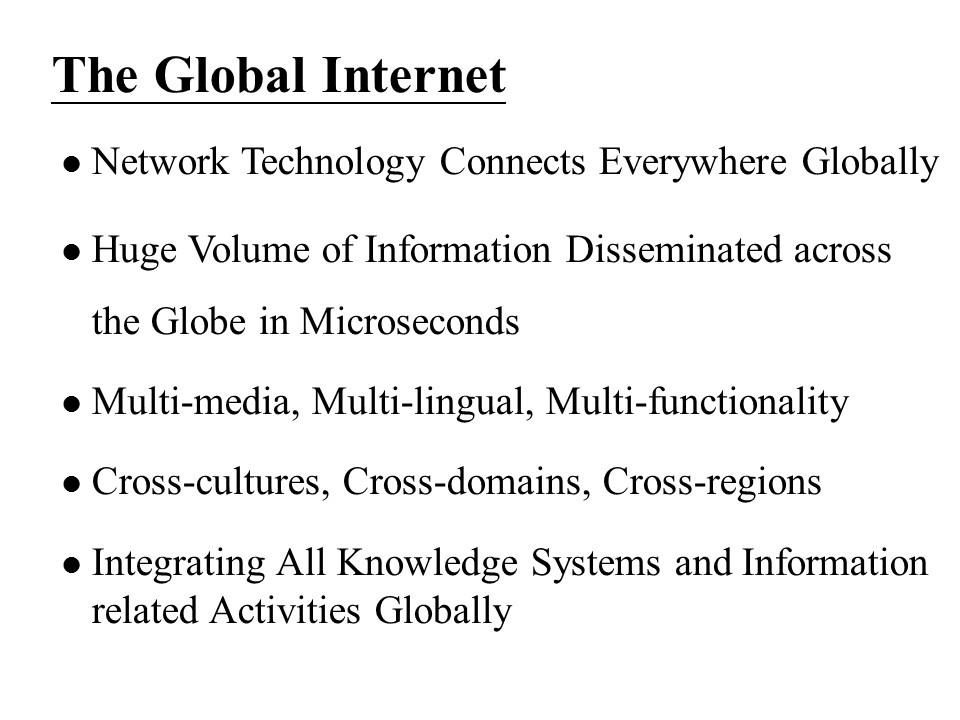 The Global Internet
● Network Technology Connects Everywhere Globally
● Huge Volume of Information Disseminated across
the Globe in Microseconds
● Multi-media, Multi-lingual, Multi-functionality
● Cross-cultures, Cross-domains, Cross-regions
● Integrating All Knowledge Systems and Information
related Activities Globally